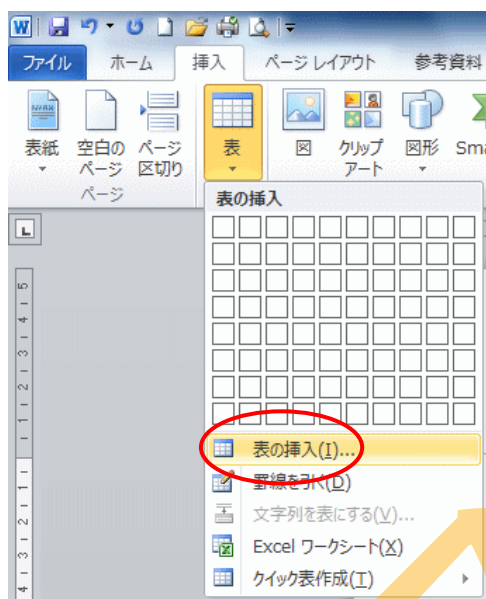 W
ファイル ホーム 挿入 ページ レイアウト 参考資料
表紙 空白の ページ 表 図 クリップ 図形
ページ 区切り アート
ページ
表の挿入
L
5
4
3
2
1
1
2
3
4
表の挿入(I)...
罫線を引く(D)
文字列を表にする(V)...
Excel ワークシート(X)
クイック表作成(T)